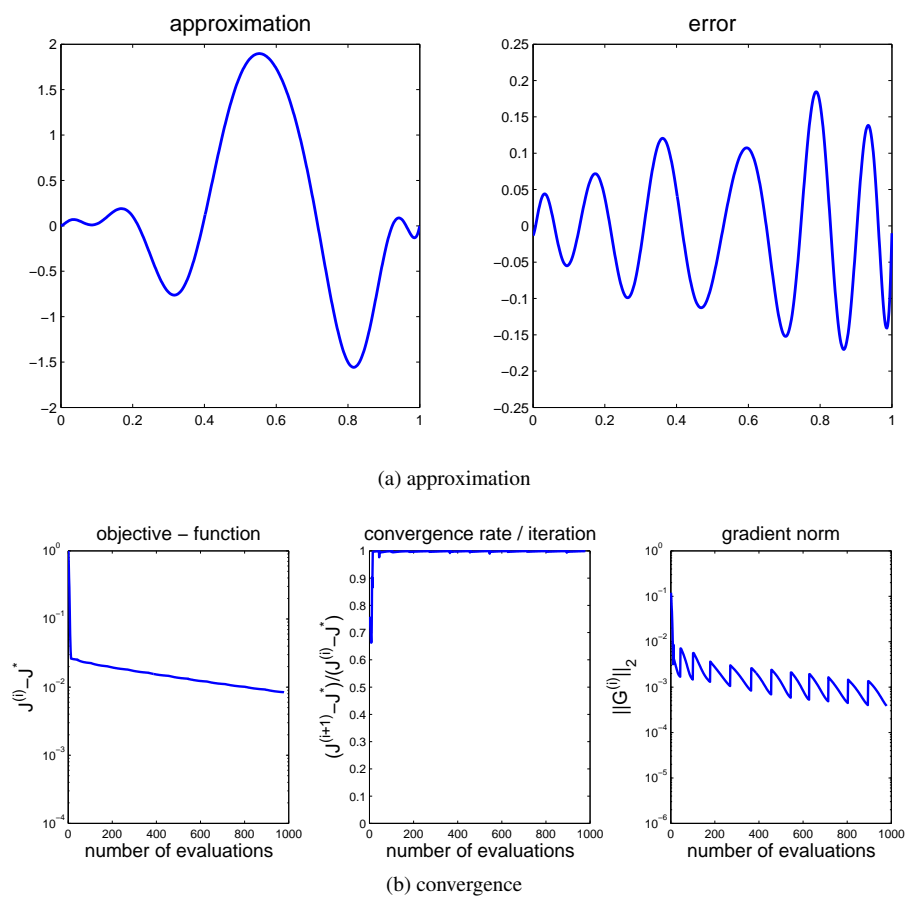 approximation
2
1.5
1
0.5
0
−0.5
−1
−1.5
−2
0 0.2 0.4 0.6 0.8 1
error
0.25
0.2
0.15
0.1
0.05
0
−0.05
−0.1
−0.15
−0.2
−0.25
0 0.2 0.4 0.6 0.8 1
(a) approximation
objective − function
J^(i)−J^*
10^0
10^−1
10^−2
10^−3
10^−4
0 200 400 600 800 1000
number of evaluations
convergence rate / iteration
(J^(i+1)−J^*)/(J^(i)−J^*)
1
0.9
0.8
0.7
0.6
0.5
0.4
0.3
0.2
0.1
0
0 200 400 600 800 1000
number of evaluations
gradient norm
||G^(i)||_2
10^0
10^−1
10^−2
10^−3
10^−4
10^−5
10^−6
0 200 400 600 800 1000
number of evaluations
(b) convergence